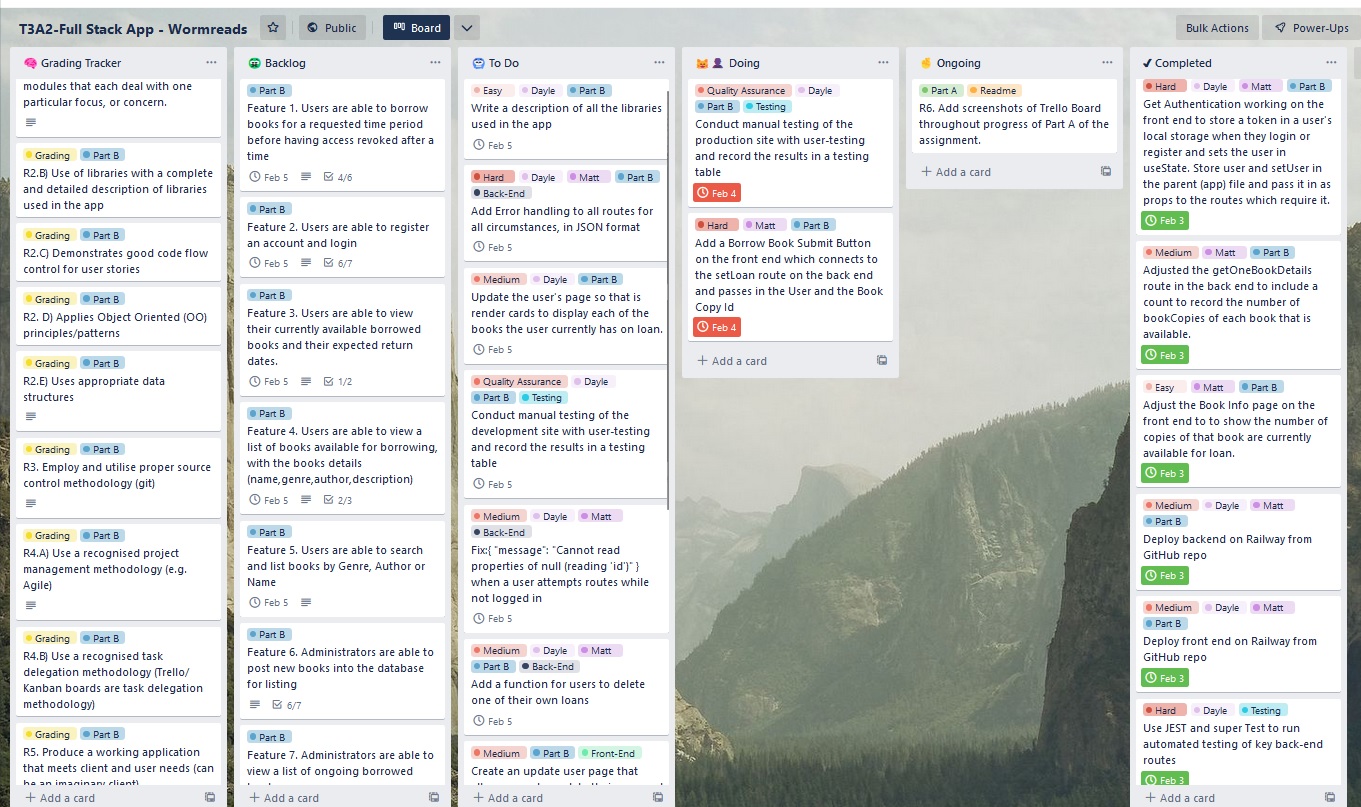 T3A2-Full Stack App - Wormreads
Public
Board
Bulk Actions
Power-Ups
Grading Tracker
modules that each deal with one
particular focus, or concern.
Grading Part B
R2.B) Use of libraries with a complete
and detailed description of libraries
used in the app
Grading Part B
R2.C) Demonstrates good code flow
control for user stories
Grading Part B
R2. D) Applies Object Oriented (OO)
principles/patterns
Grading Part B
R2.E) Uses appropriate data
structures
Grading Part B
R3. Employ and utilise proper source
control methodology (git)
Grading Part B
R4.A) Use a recognised project
management methodology (e.g.
Agile)
Grading Part B
R4.B) Use a recognised task
delegation methodology (Trello/
Kanban boards are task delegation
methodology)
Grading Part B
R5. Produce a working application
that meets client and user needs (can
be an imaginary client)
+ Add a card
Backlog
Part B
Feature 1. Users are able to borrow
books for a requested time period
before having access revoked after a
time
Feb 5 4/6
Part B
Feature 2. Users are able to register
an account and login
Feb 5 6/7
Part B
Feature 3. Users are able to view
their currently available borrowed
books and their expected return
dates.
Feb 5 1/2
Part B
Feature 4. Users are able to view a
list of books available for borrowing,
with the books details
(name,genre,author,description)
Feb 5 2/3
Part B
Feature 5. Users are able to search
and list books by Genre, Author or
Name
Feb 5
Part B
Feature 6. Administrators are able to
post new books into the database
for listing
6/7
Part B
Feature 7. Administrators are able to
view a list of ongoing borrowed
+ Add a card
To Do
Easy Dayle Part B
Write a description of all the libraries
used in the app
Feb 5
Hard Dayle Matt Part B
Back-End
Add Error handling to all routes for
all circumstances, in JSON format
Feb 5
Medium Dayle Part B
Update the user's page so that is
render cards to display each of the
books the user currently has on loan.
Feb 5
Quality Assurance Dayle
Part B Testing
Conduct manual testing of the
development site with user-testing
and record the results in a testing
table
Feb 5
Medium Dayle Matt
Back-End
Fix:{ "message": "Cannot read
properties of null (reading 'id')" }
when a user attempts routes while
not logged in
Feb 5
Medium Dayle Matt
Part B Back-End
Add a function for users to delete
one of their own loans
Feb 5
Medium Part B Front-End
Create an update user page that
+ Add a card
Doing
Quality Assurance Dayle
Part B Testing
Conduct manual testing of the
production site with user-testing
and record the results in a testing
table
Feb 4
Hard Matt Part B
Add a Borrow Book Submit Button
on the front end which connects to
the setLoan route on the back end
and passes in the User and the Book
Copy Id
Feb 4
+ Add a card
Ongoing
Part A Readme
R6. Add screenshots of Trello Board
throughout progress of Part A of the
assignment.
+ Add a card
Completed
Hard Dayle Matt Part B
Get Authentication working on the
front end to store a token in a user's
local storage when they login or
register and sets the user in
useState. Store user and setUser in
the parent (app) file and pass it in as
props to the routes which require it.
Feb 3
Medium Matt Part B
Adjusted the getOneBookDetails
route in the back end to include a
count to record the number of
bookCopies of each book that is
available.
Feb 3
Easy Matt Part B
Adjust the Book Info page on the
front end to to show the number of
copies of that book are currently
available for loan.
Feb 3
Medium Dayle Matt
Part B
Deploy backend on Railway from
GitHub repo
Feb 3
Medium Dayle Matt
Part B
Deploy front end on Railway from
GitHub repo
Feb 3
Hard Dayle Testing
Use JEST and super Test to run
automated testing of key back-end
routes
Feb 3
+ Add a card